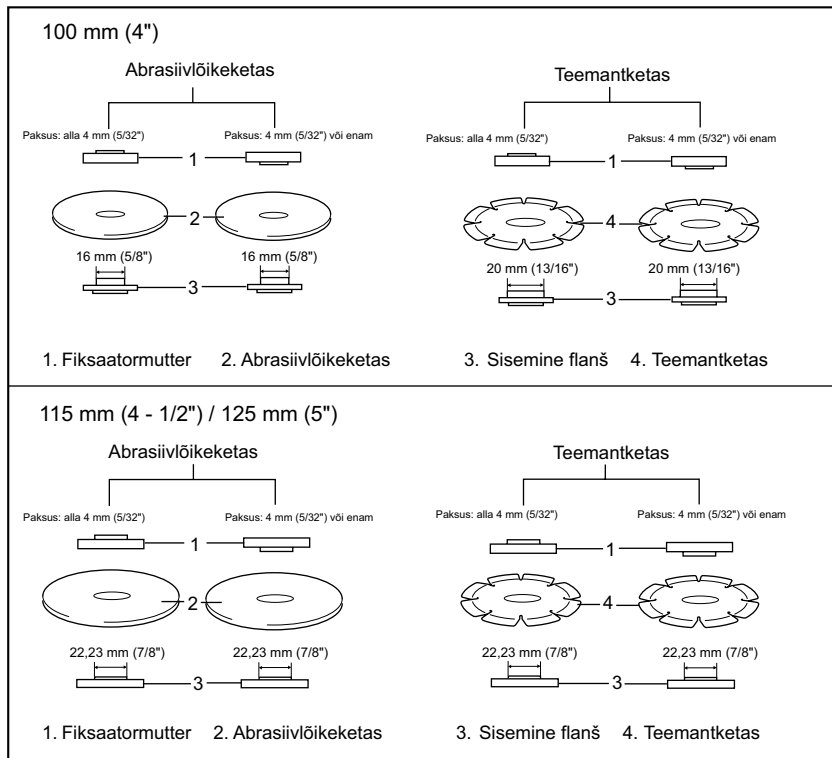 100 mm (4")
Abrasiivlõikeketas
Teemantketas
Paksus: alla 4 mm (5/32")
Paksus: 4 mm (5/32") või enam
Paksus: alla 4 mm (5/32")
Paksus: 4 mm (5/32") või enam
1
1
2
4
16 mm (5/8")
16 mm (5/8")
20 mm (13/16")
20 mm (13/16")
3
3
1. Fiksaatormutter 2. Abrasiivlõikeketas 3. Sisemine flanš 4. Teemantketas
115 mm (4 - 1/2") / 125 mm (5")
Abrasiivlõikeketas
Teemantketas
Paksus: alla 4 mm (5/32")
Paksus: 4 mm (5/32") või enam
Paksus: alla 4 mm (5/32")
Paksus: 4 mm (5/32") või enam
1
1
2
4
22,23 mm (7/8")
22,23 mm (7/8")
22,23 mm (7/8")
22,23 mm (7/8")
3
3
1. Fiksaatormutter 2. Abrasiivlõikeketas 3. Sisemine flanš 4. Teemantketas